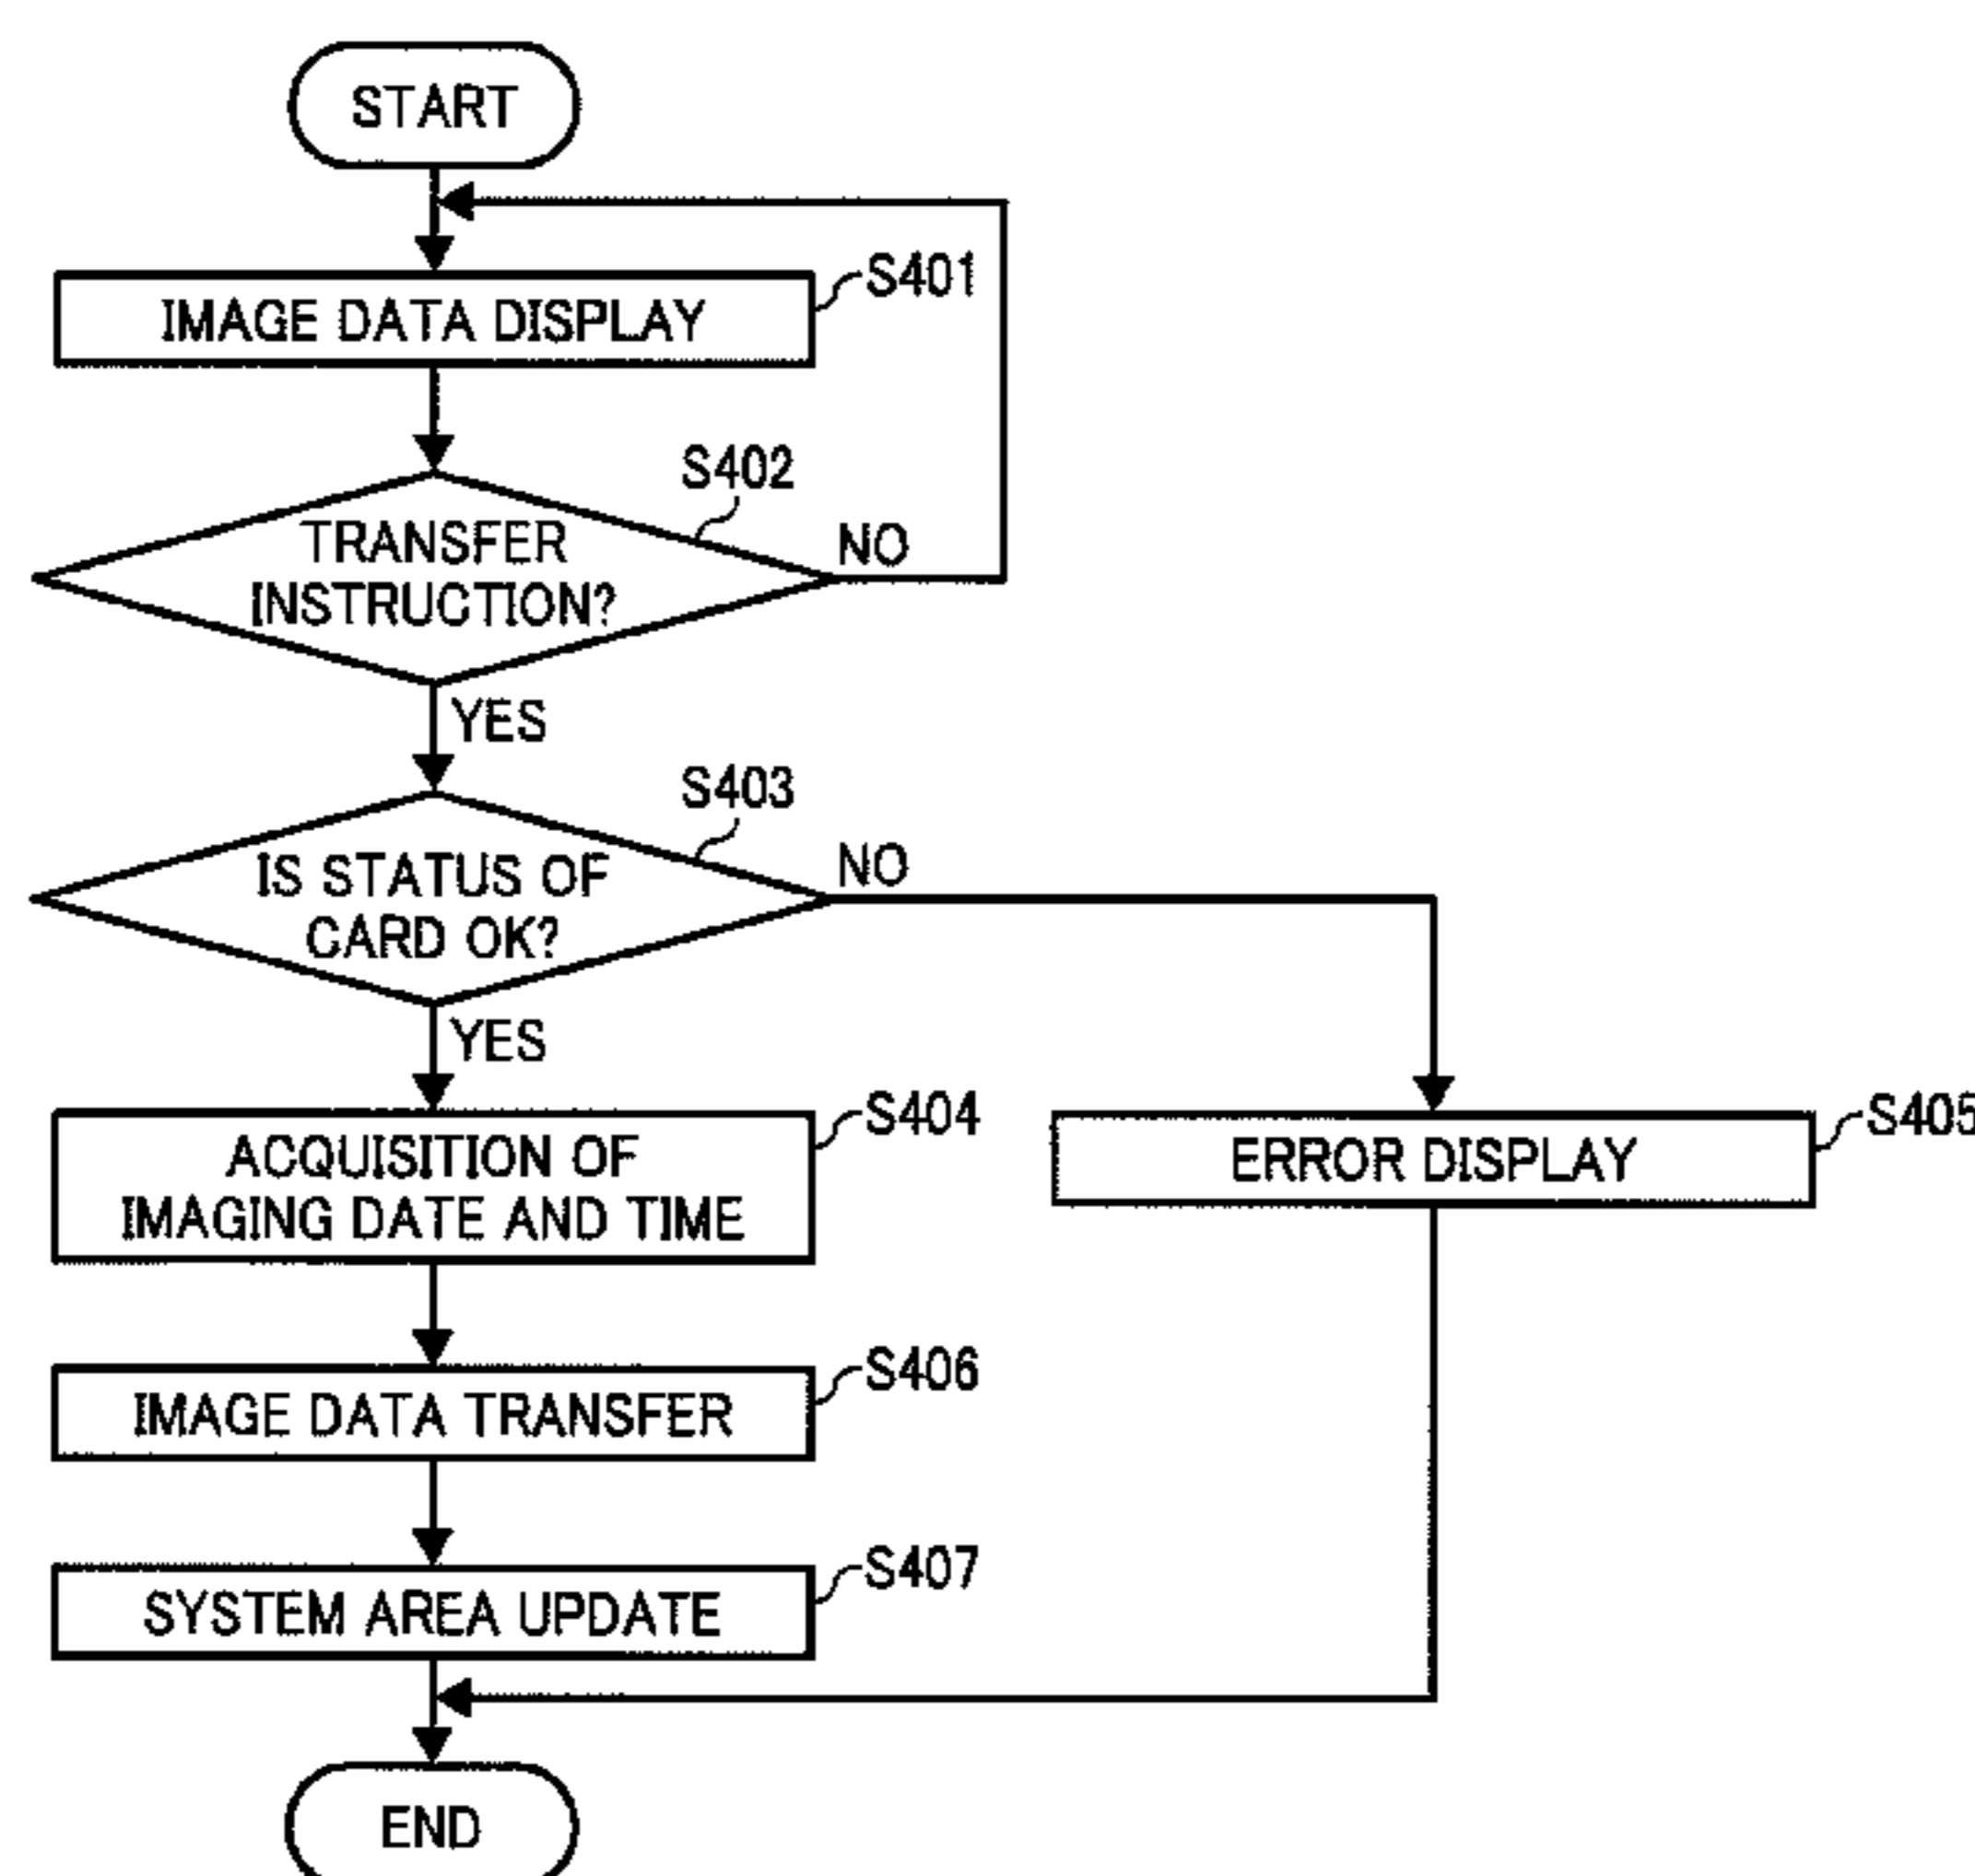 START
S401
IMAGE DATA DISPLAY
S402
TRANSFER
INSTRUCTION?
NO
YES
S403
IS STATUS OF
CARD OK?
NO
YES
S404
ACQUISITION OF
IMAGING DATE AND TIME
S405
ERROR DISPLAY
S406
IMAGE DATA TRANSFER
S407
SYSTEM AREA UPDATE
END